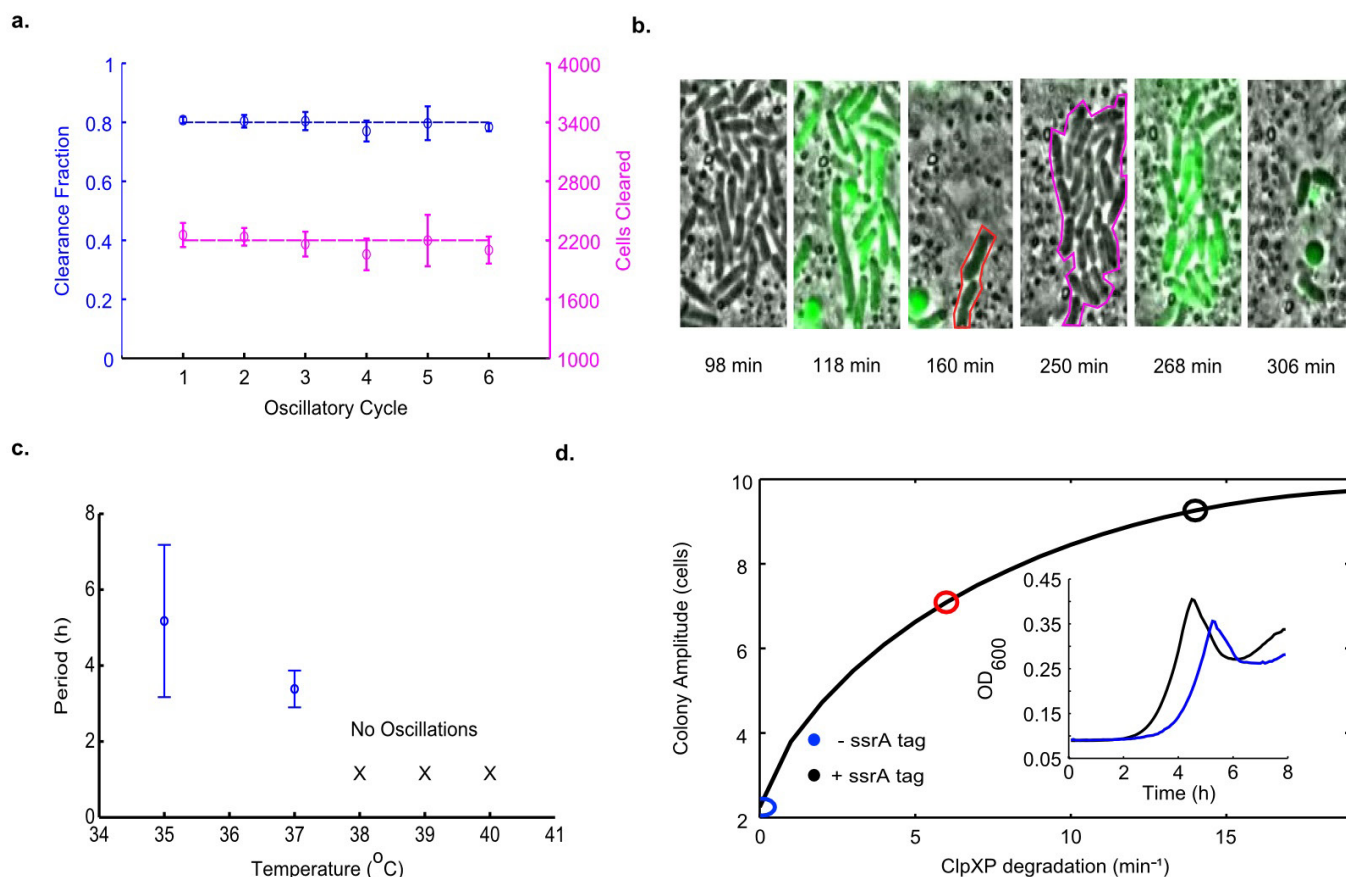 a.
1
0.8
0.6
0.4
0.2
0
Clearance Fraction
4000
3400
2800
2200
1600
1000
Cells Cleared
1 2 3 4 5 6
Oscillatory Cycle
b.
98 min 118 min 160 min 250 min 268 min 306 min
c.
8
6
4
2
0
Period (h)
No Oscillations
X X X
34 35 36 37 38 39 40 41
Temperature (°C)
d.
10
8
6
4
2
Colony Amplitude (cells)
- ssrA tag
+ ssrA tag
0.45
0.35
0.25
0.15
0.05
OD600
0 2 4 6 8
Time (h)
0 5 10 15
ClpXP degradation (min⁻¹)